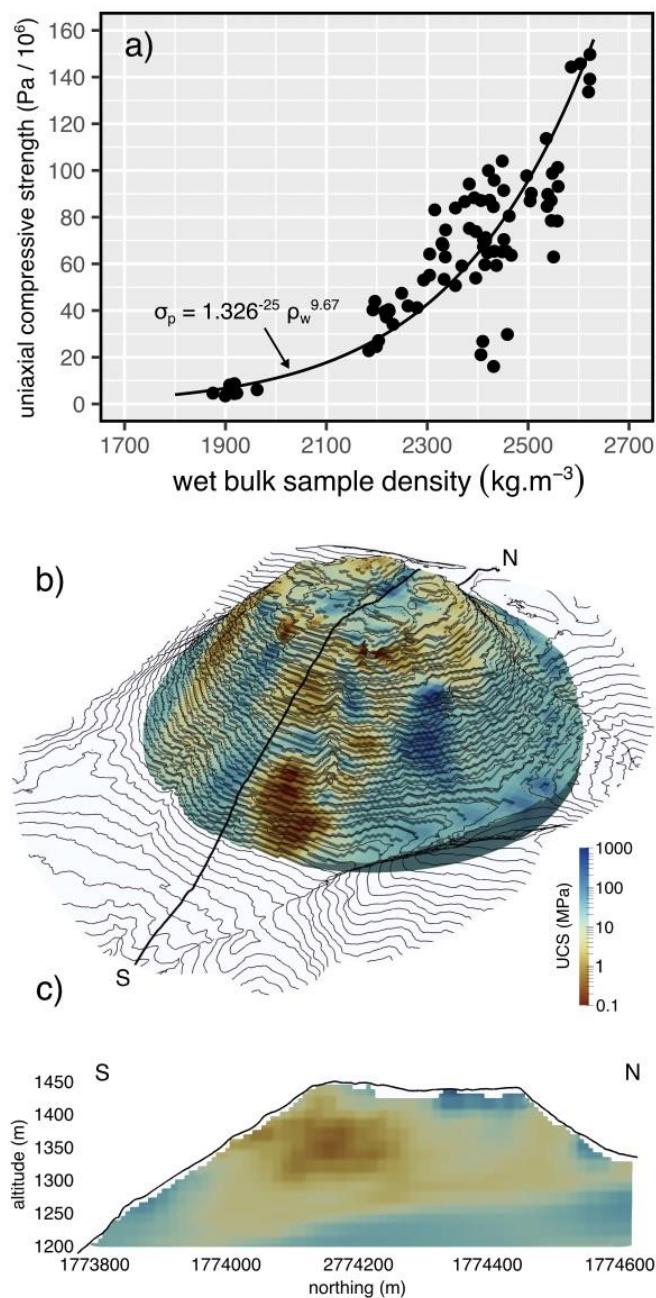 a)
uniaxial compressive strength (Pa / 10⁶)
160
140
120
100
80
60
40
20
0
σp = 1.326⁻²⁵ ρw⁹·⁶⁷
1700 1900 2100 2300 2500 2700
wet bulk sample density (kg.m⁻³)
b)
N
S
1000
100
10
1
0.1
UCS (MPa)
c)
S N
altitude (m)
1450
1400
1350
1300
1250
1200
1773800 1774000 2774200 1774400 1774600
northing (m)